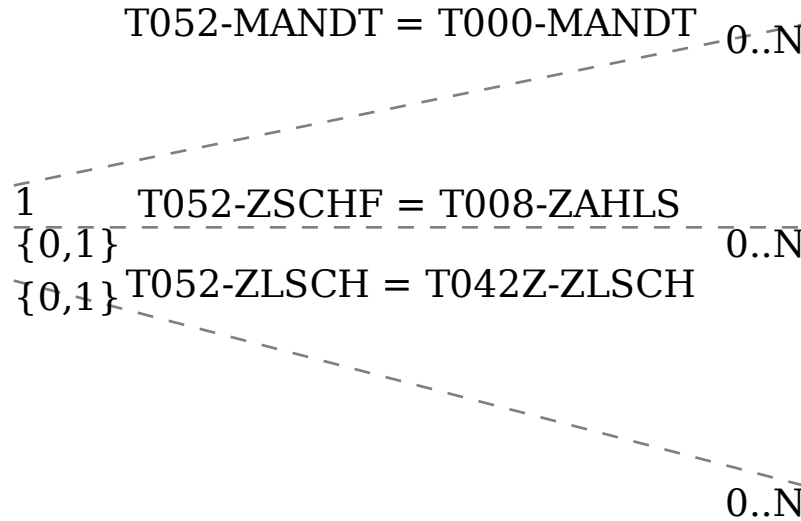 T052-MANDT = T000-MANDT
0..N
1
T052-ZSCHF = T008-ZAHLS
{0,1}
0..N
{0,1}
T052-ZLSCH = T042Z-ZLSCH
0..N